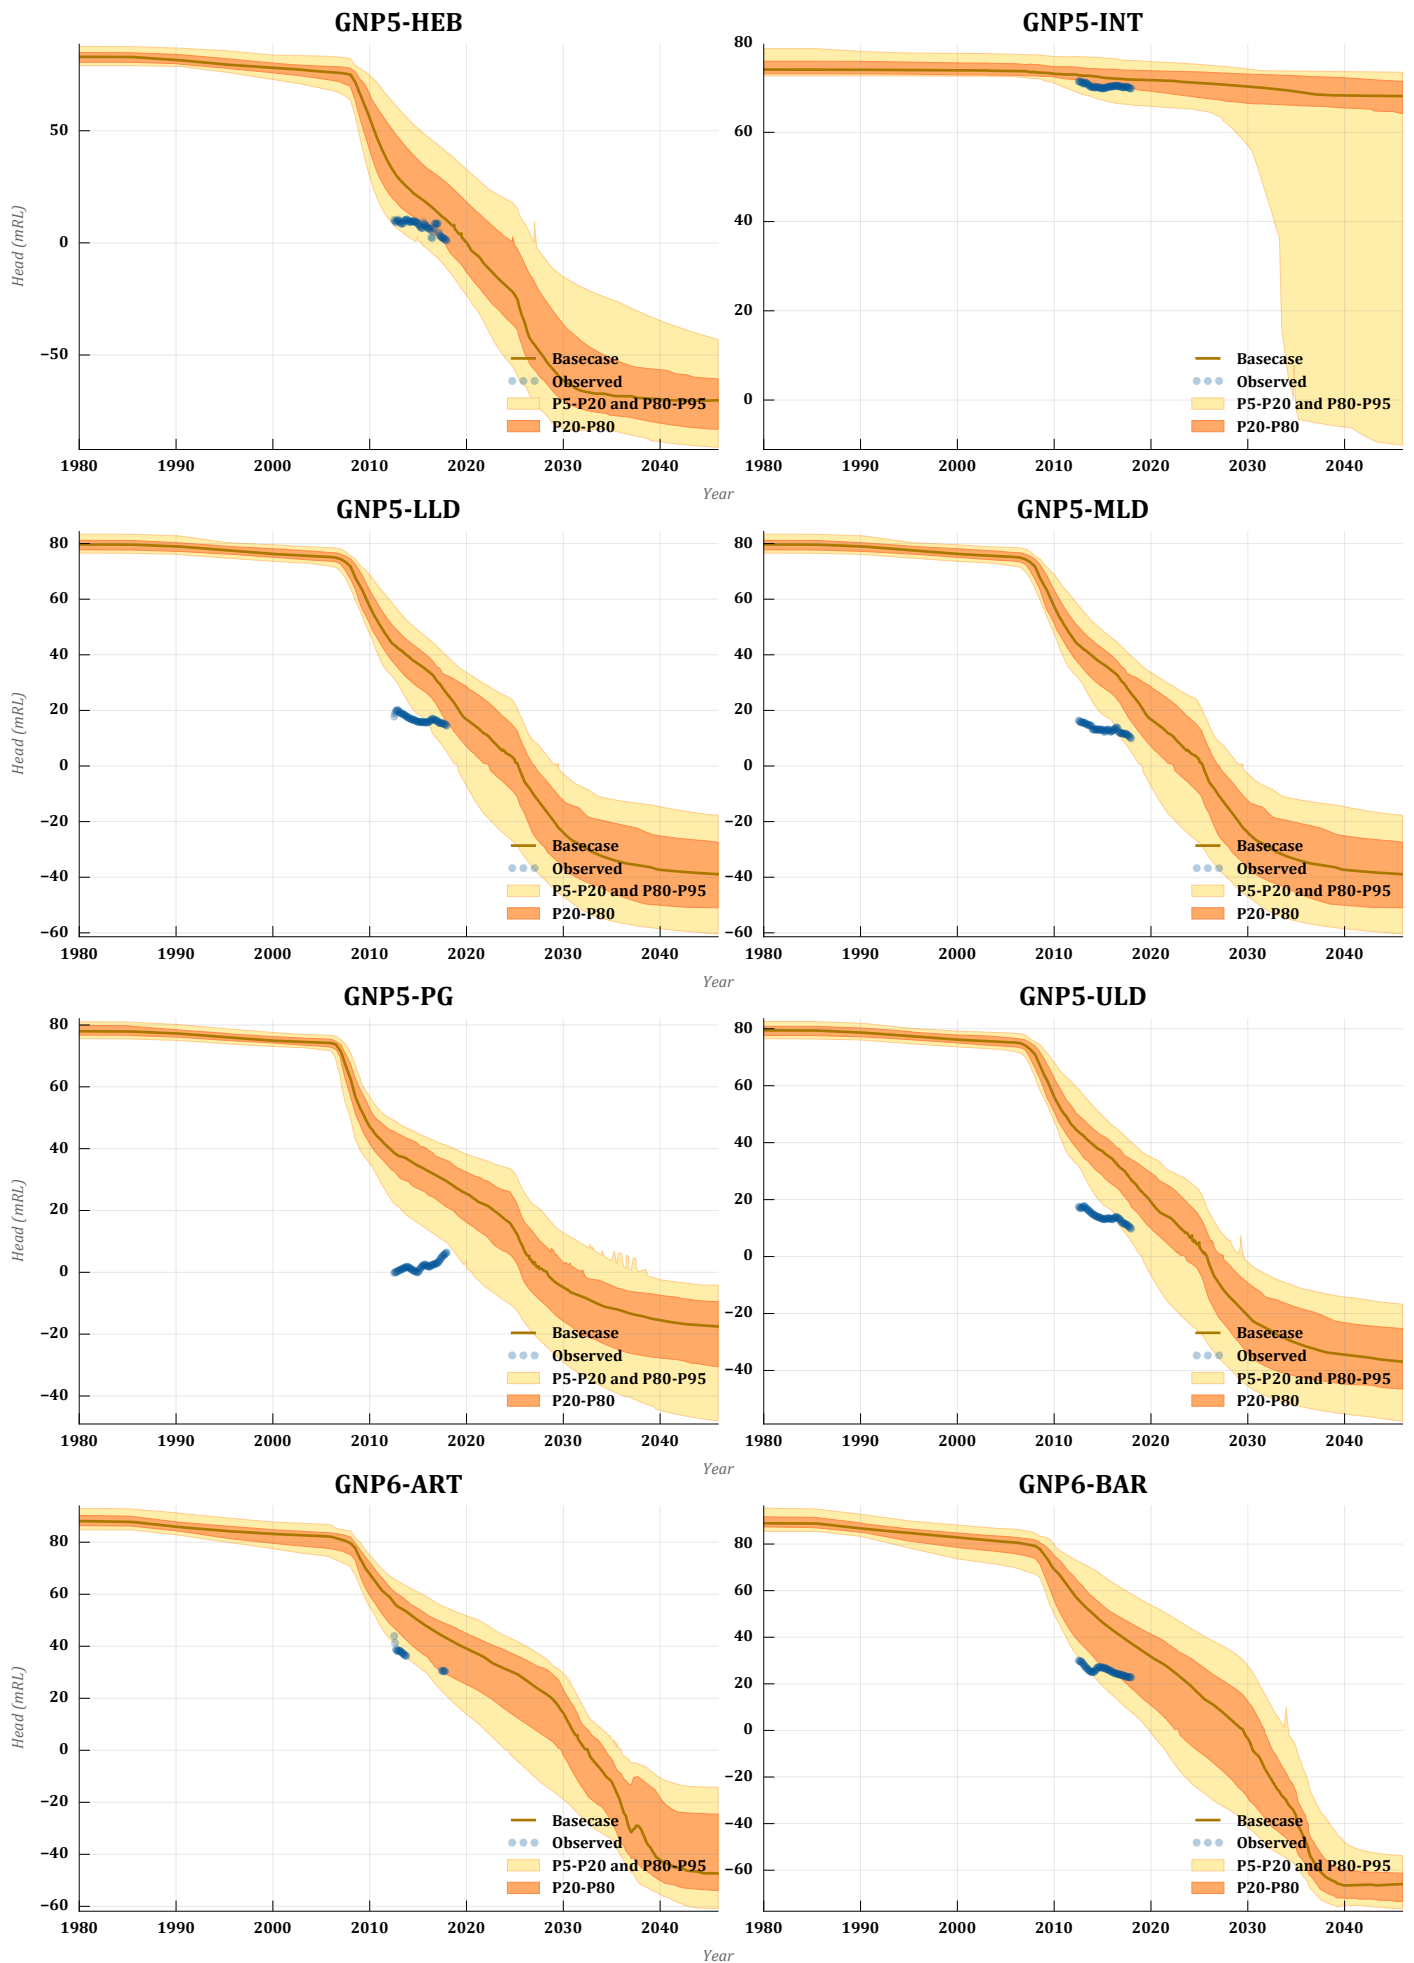 GNP5-HEB
50
0
−50
Head (mRL)
Basecase
Observed
P5-P20 and P80-P95
P20-P80
1980 1990 2000 2010 2020 2030 2040
GNP5-INT
80
60
40
20
0
Basecase
Observed
P5-P20 and P80-P95
P20-P80
1980 1990 2000 2010 2020 2030 2040
Year
GNP5-LLD
80
60
40
20
0
−20
−40
−60
Head (mRL)
Basecase
Observed
P5-P20 and P80-P95
P20-P80
1980 1990 2000 2010 2020 2030 2040
GNP5-MLD
80
60
40
20
0
−20
−40
−60
Basecase
Observed
P5-P20 and P80-P95
P20-P80
1980 1990 2000 2010 2020 2030 2040
Year
GNP5-PG
80
60
40
20
0
−20
−40
Head (mRL)
Basecase
Observed
P5-P20 and P80-P95
P20-P80
1980 1990 2000 2010 2020 2030 2040
GNP5-ULD
80
60
40
20
0
−20
−40
Basecase
Observed
P5-P20 and P80-P95
P20-P80
1980 1990 2000 2010 2020 2030 2040
Year
GNP6-ART
80
60
40
20
0
−20
−40
−60
Head (mRL)
Basecase
Observed
P5-P20 and P80-P95
P20-P80
1980 1990 2000 2010 2020 2030 2040
GNP6-BAR
80
60
40
20
0
−20
−40
−60
Basecase
Observed
P5-P20 and P80-P95
P20-P80
1980 1990 2000 2010 2020 2030 2040
Year